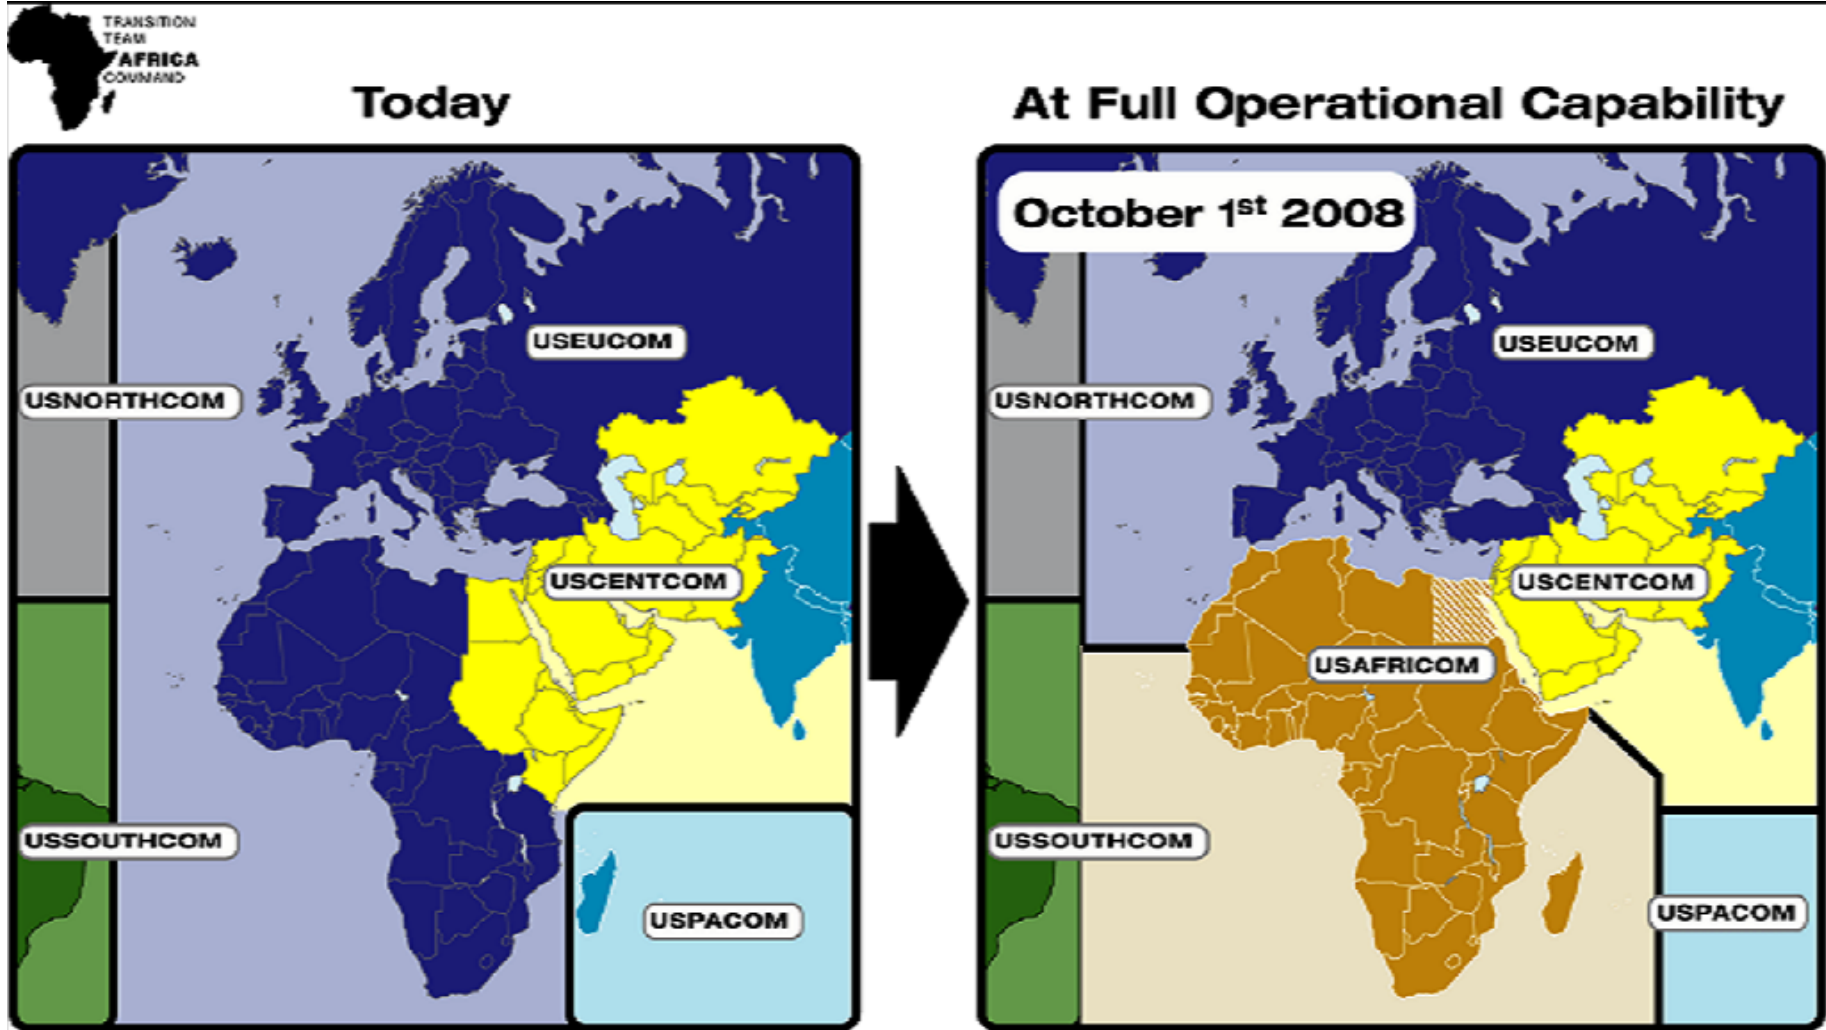 TRANSITION
TEAM
AFRICA
COMMAND
Today
At Full Operational Capability
USEUCOM
USNORTHCOM
USCENTCOM
USSOUTHCOM
USPACOM
October 1st 2008
USEUCOM
USNORTHCOM
USCENTCOM
USAFRICOM
USSOUTHCOM
USPACOM